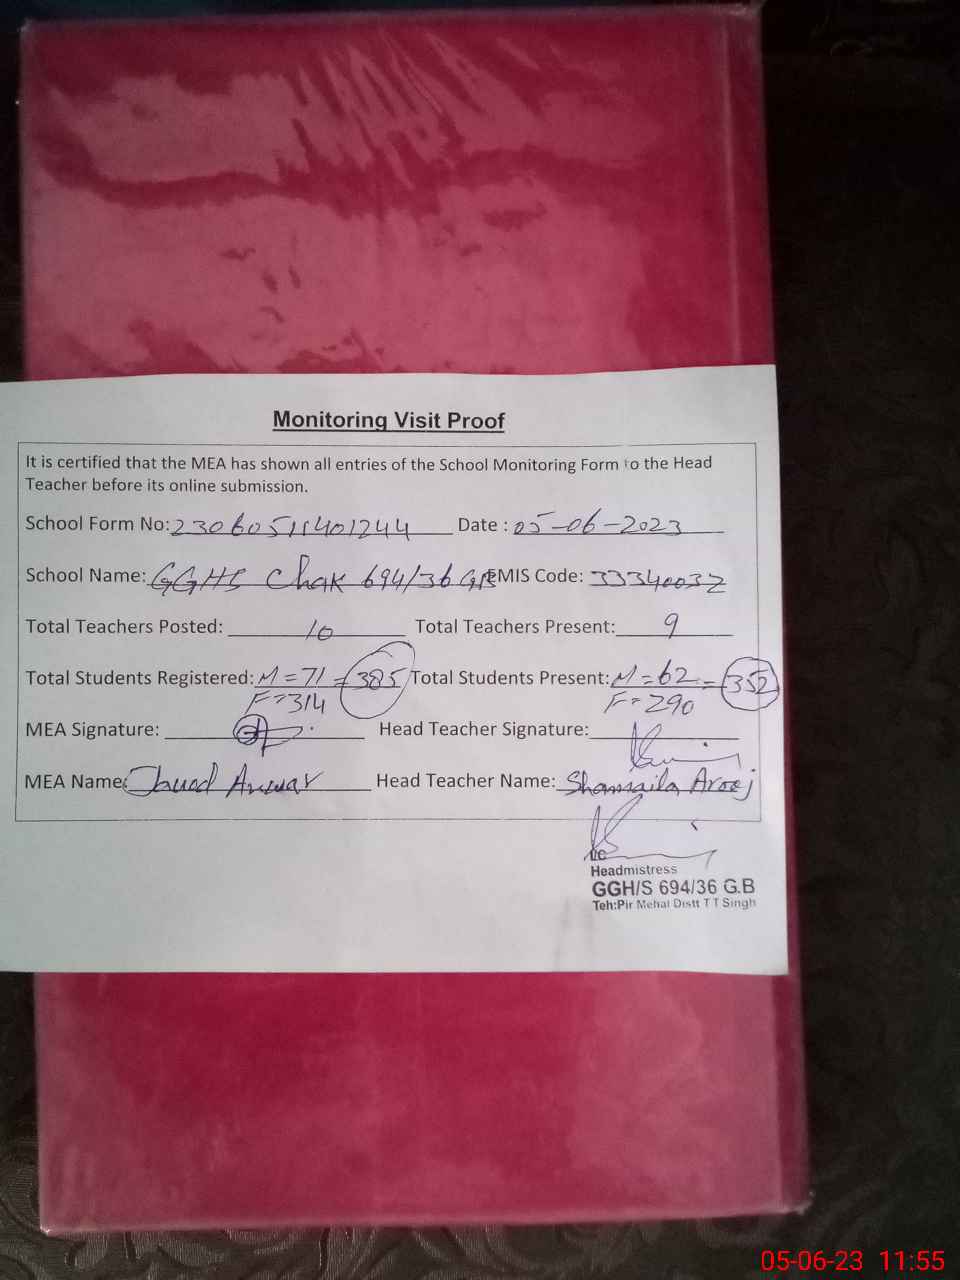 Monitoring Visit Proof
It is certified that the MEA has shown all entries of the School Monitoring Form to the Head
Teacher before its online submission.
School Form No: 23060511401244 Date : 05-06-2023
School Name: GGHS Chak 694/36 GB EMIS Code: 33340032
Total Teachers Posted: 10 Total Teachers Present: 9
Total Students Registered: M=71 = 385 Total Students Present: M=62 = 352
F=314 F=290
MEA Signature: Head Teacher Signature:
MEA Name: Jauad Anwar Head Teacher Name: Shamaila Arooj
I/C
Headmistress
GGH/S 694/36 G.B
Teh:Pir Mehal Distt T T Singh
05-06-23 11:55